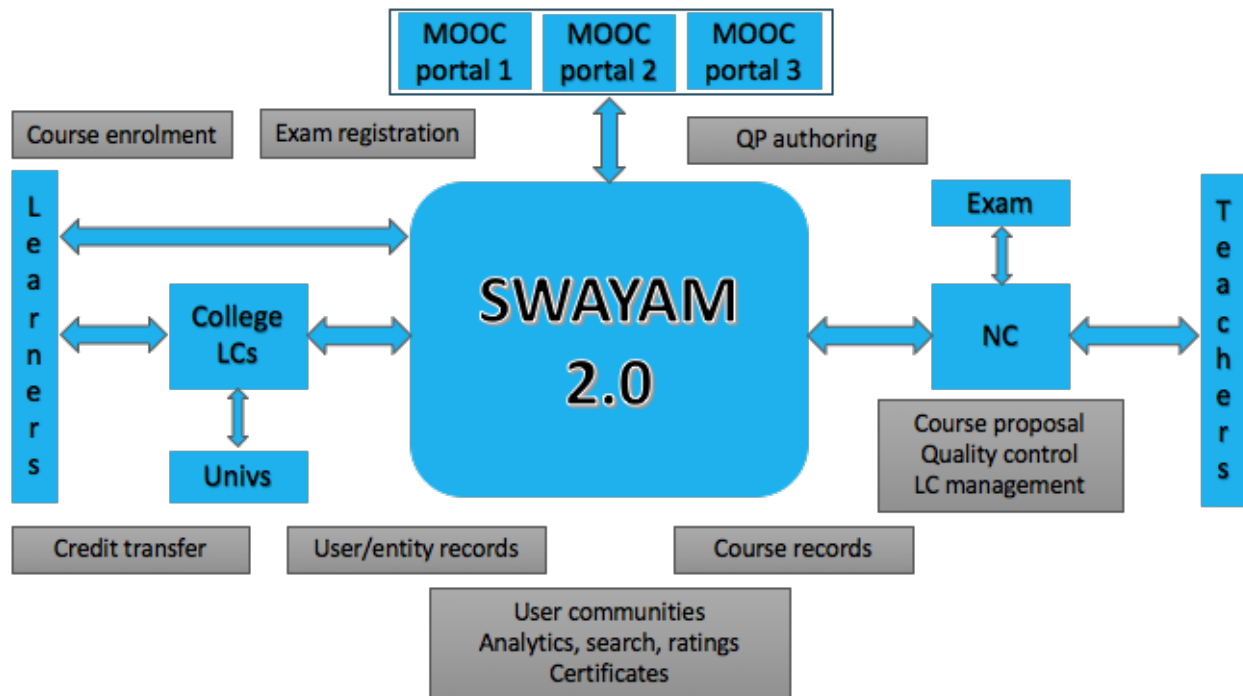 MOOC
portal 1
MOOC
portal 2
MOOC
portal 3
Course enrolment
Exam registration
QP authoring
Learners
College
LCs
Univs
SWAYAM
2.0
Exam
NC
Teachers
Course proposal
Quality control
LC management
Credit transfer
User/entity records
Course records
User communities
Analytics, search, ratings
Certificates